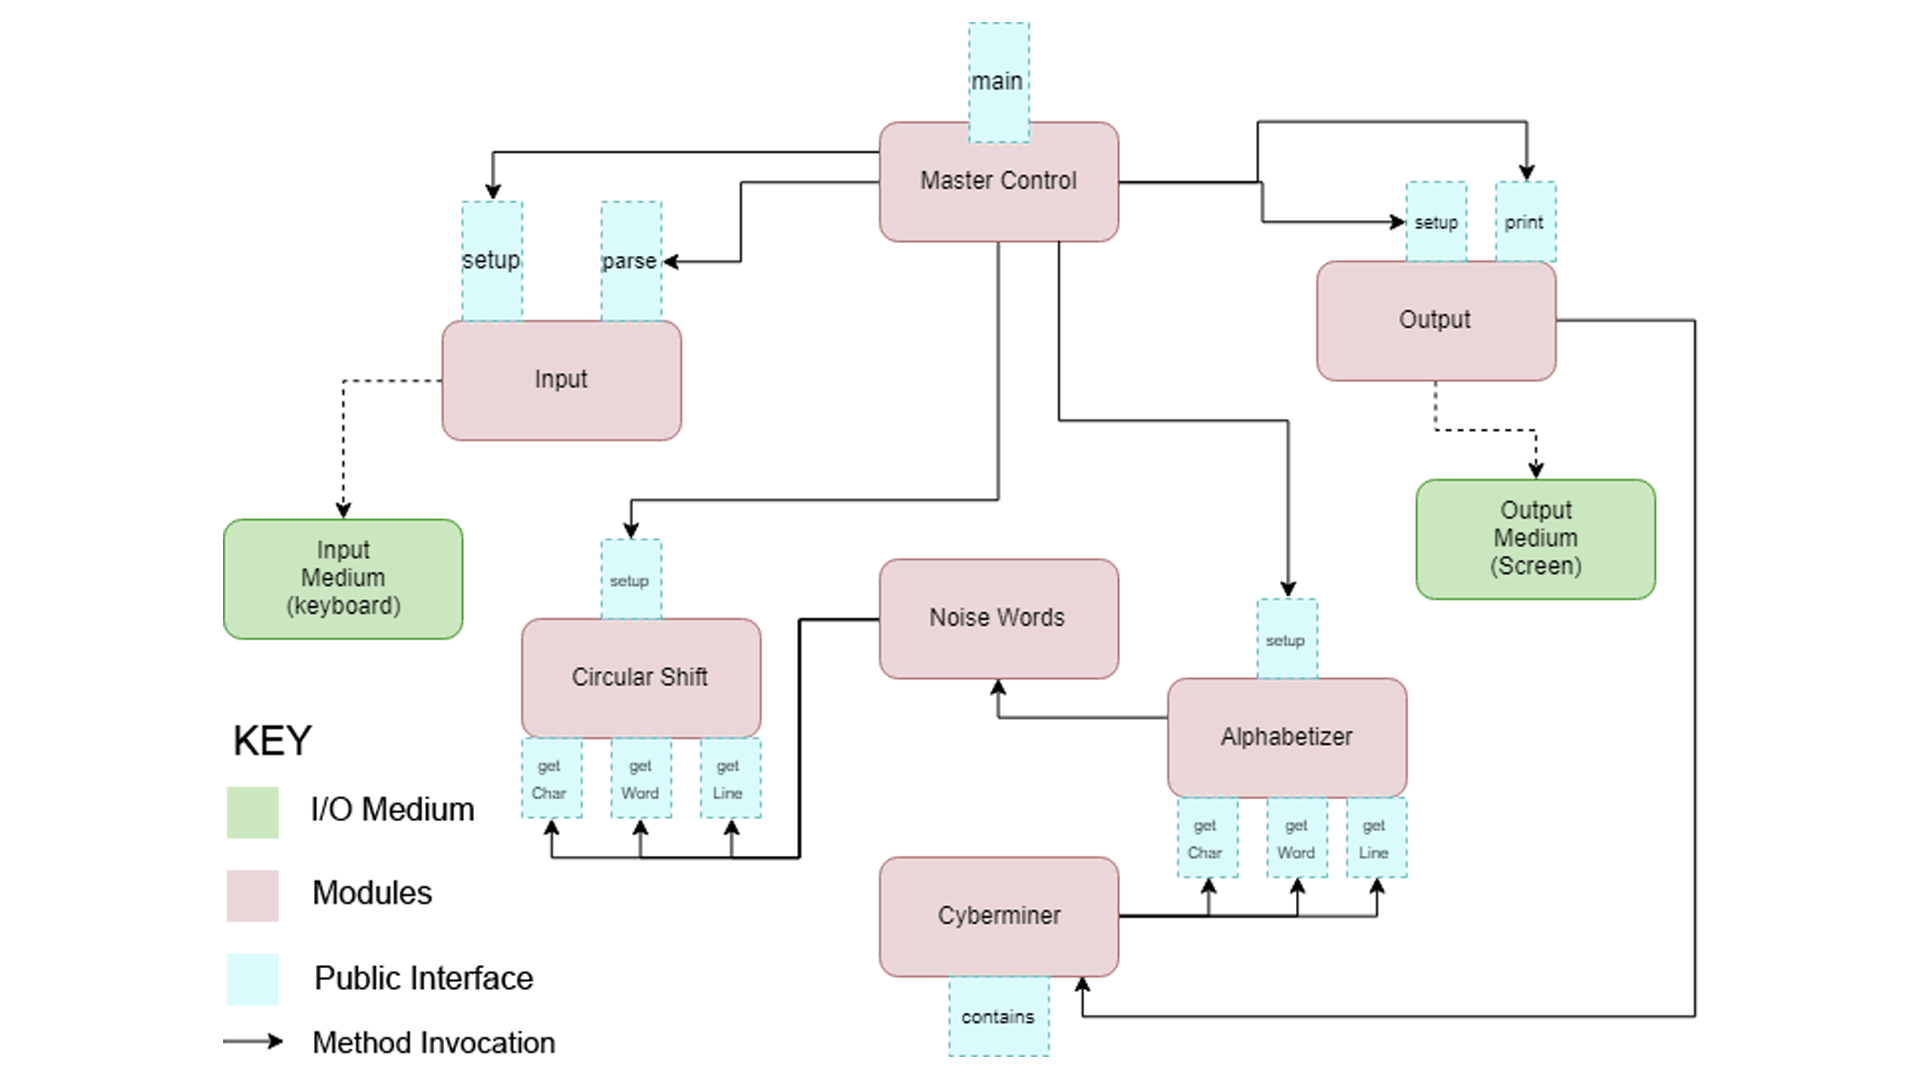 main
Master Control
setup
parse
Input
setup
print
Output
Input
Medium
(keyboard)
Output
Medium
(Screen)
setup
Circular Shift
get
Char
get
Word
get
Line
Noise Words
setup
Alphabetizer
get
Char
get
Word
get
Line
Cyberminer
contains
KEY
I/O Medium
Modules
Public Interface
Method Invocation